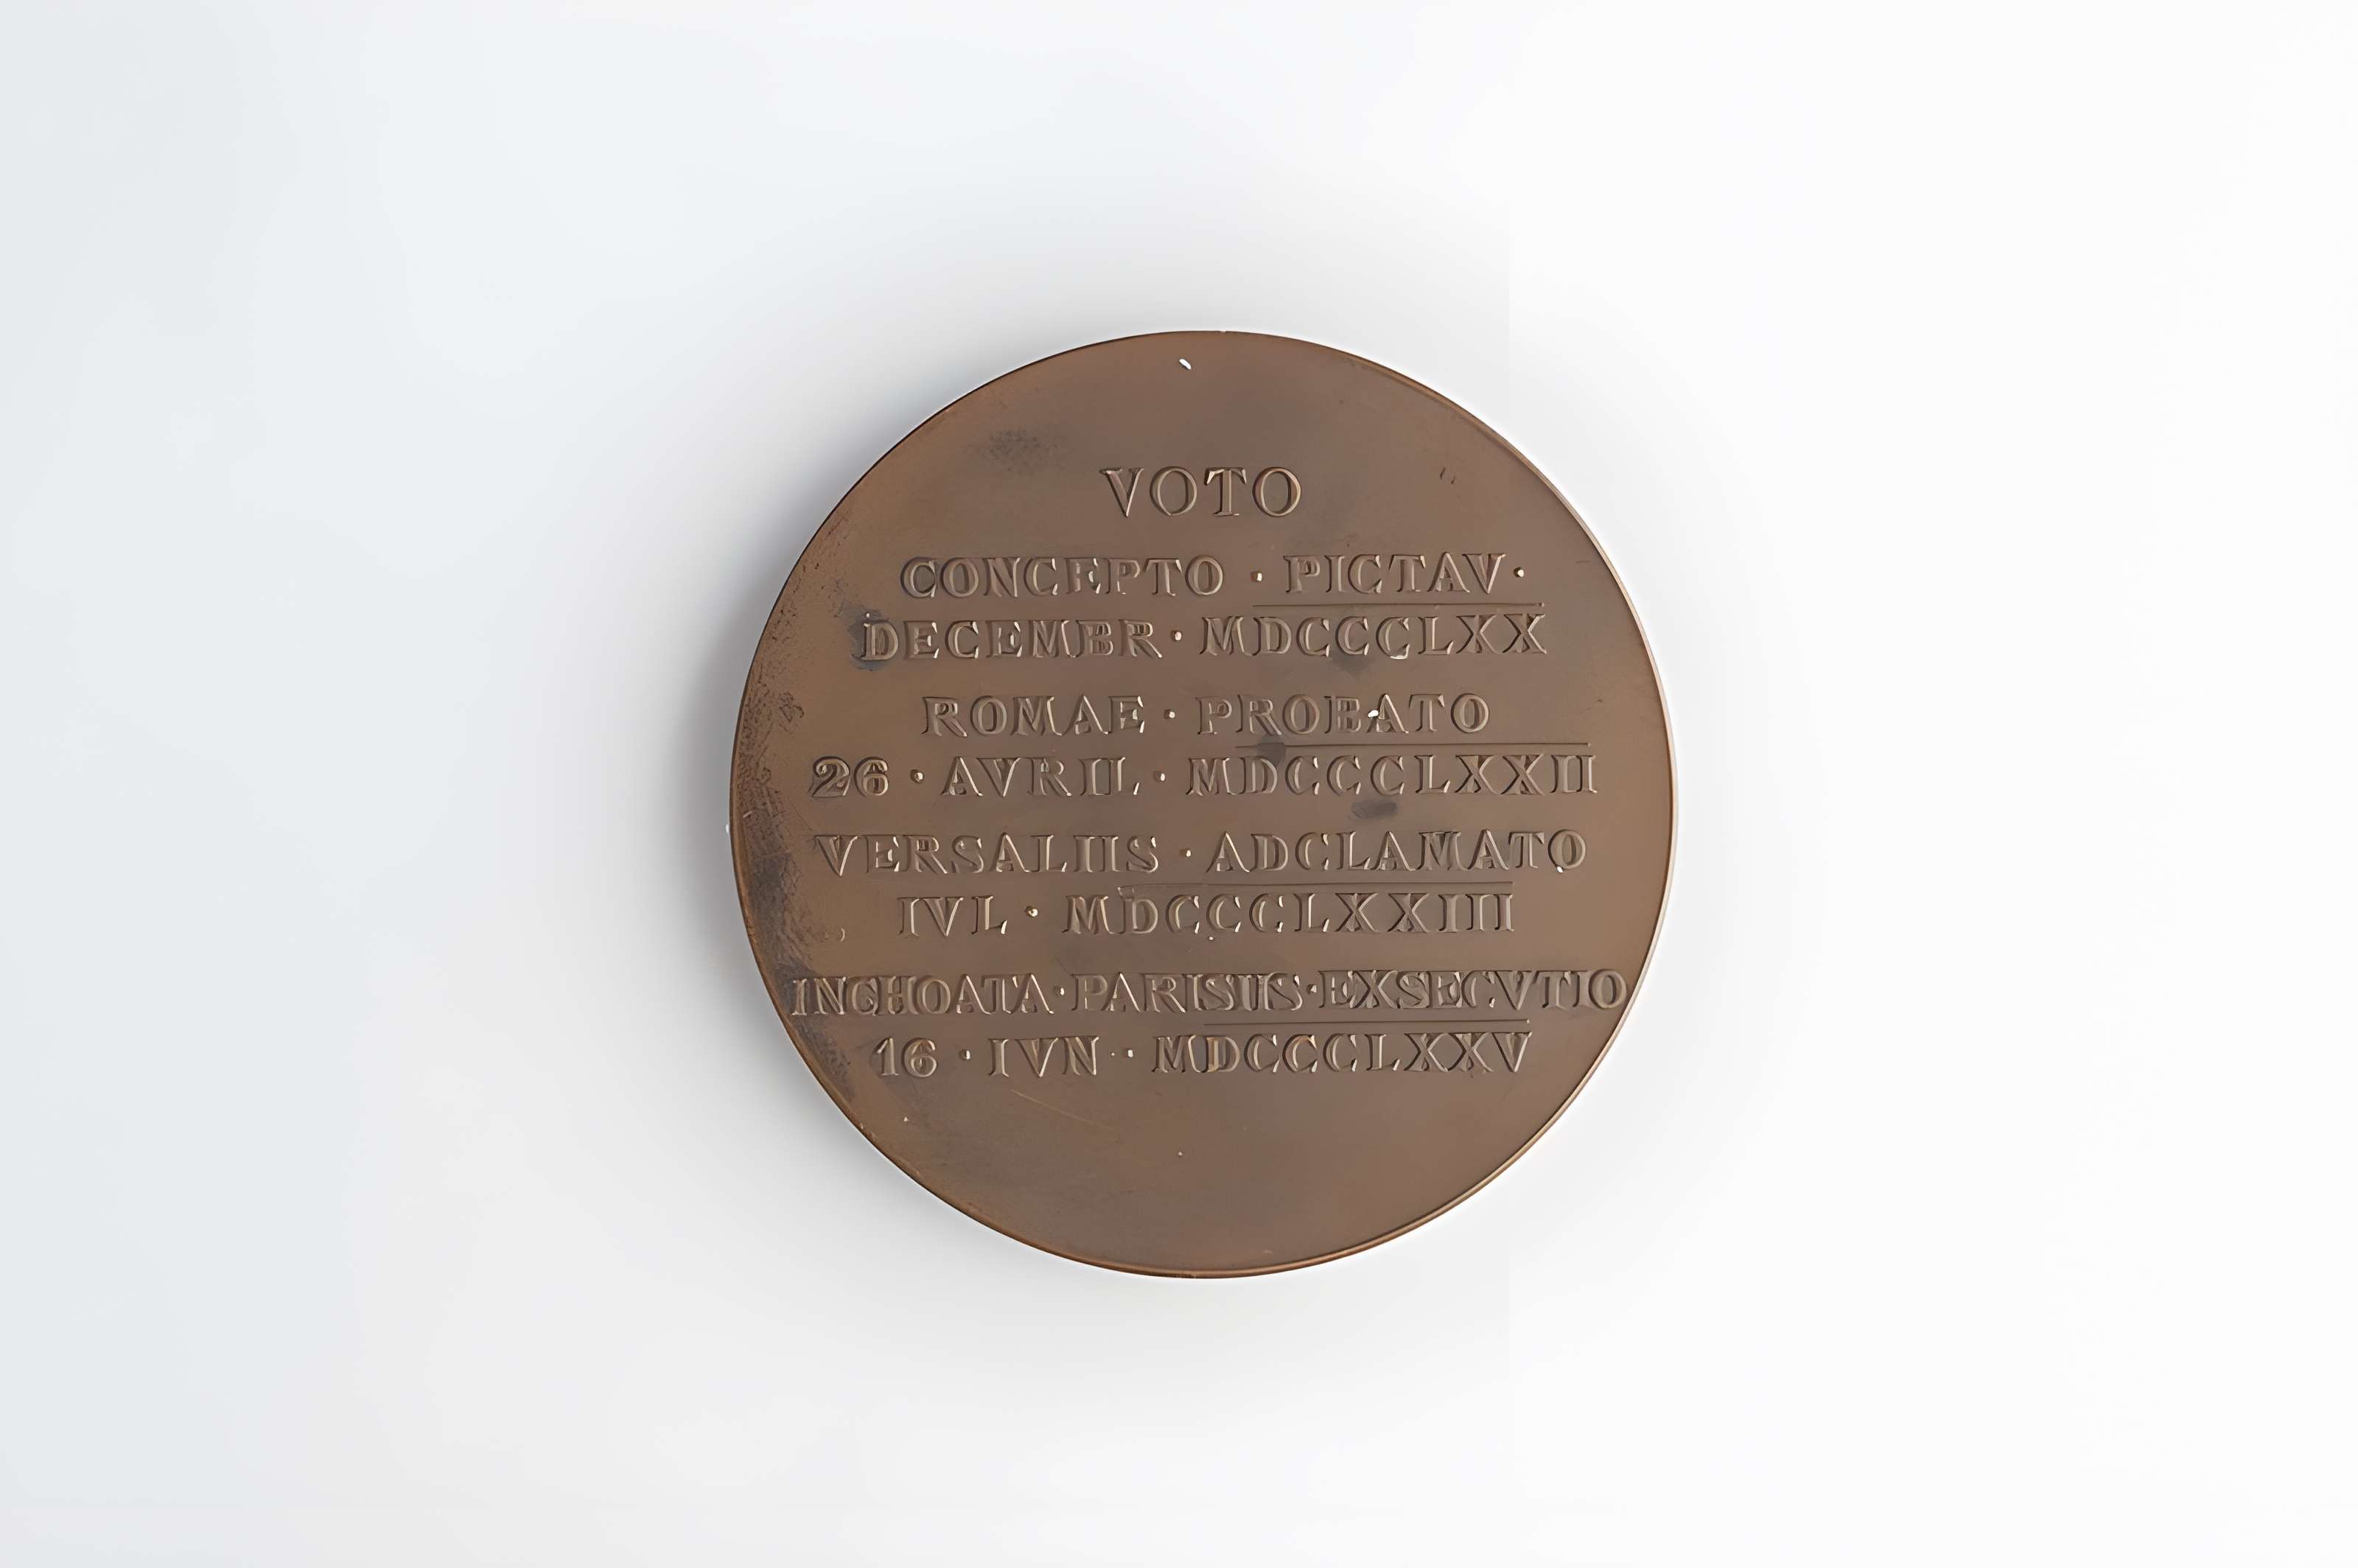 VOTO
CONCEPTO · PICTAV ·
DECEMBR · MDCCCLXX
ROMAE · PROBATO
26 · AVRIL · MDCCCLXXII
VERSALIIS · ADCLAMATO
IVL · MDCCCLXXIII
INCHOATA · PARISIIS · EXSECVTIO
16 · IVN · MDCCCLXXV